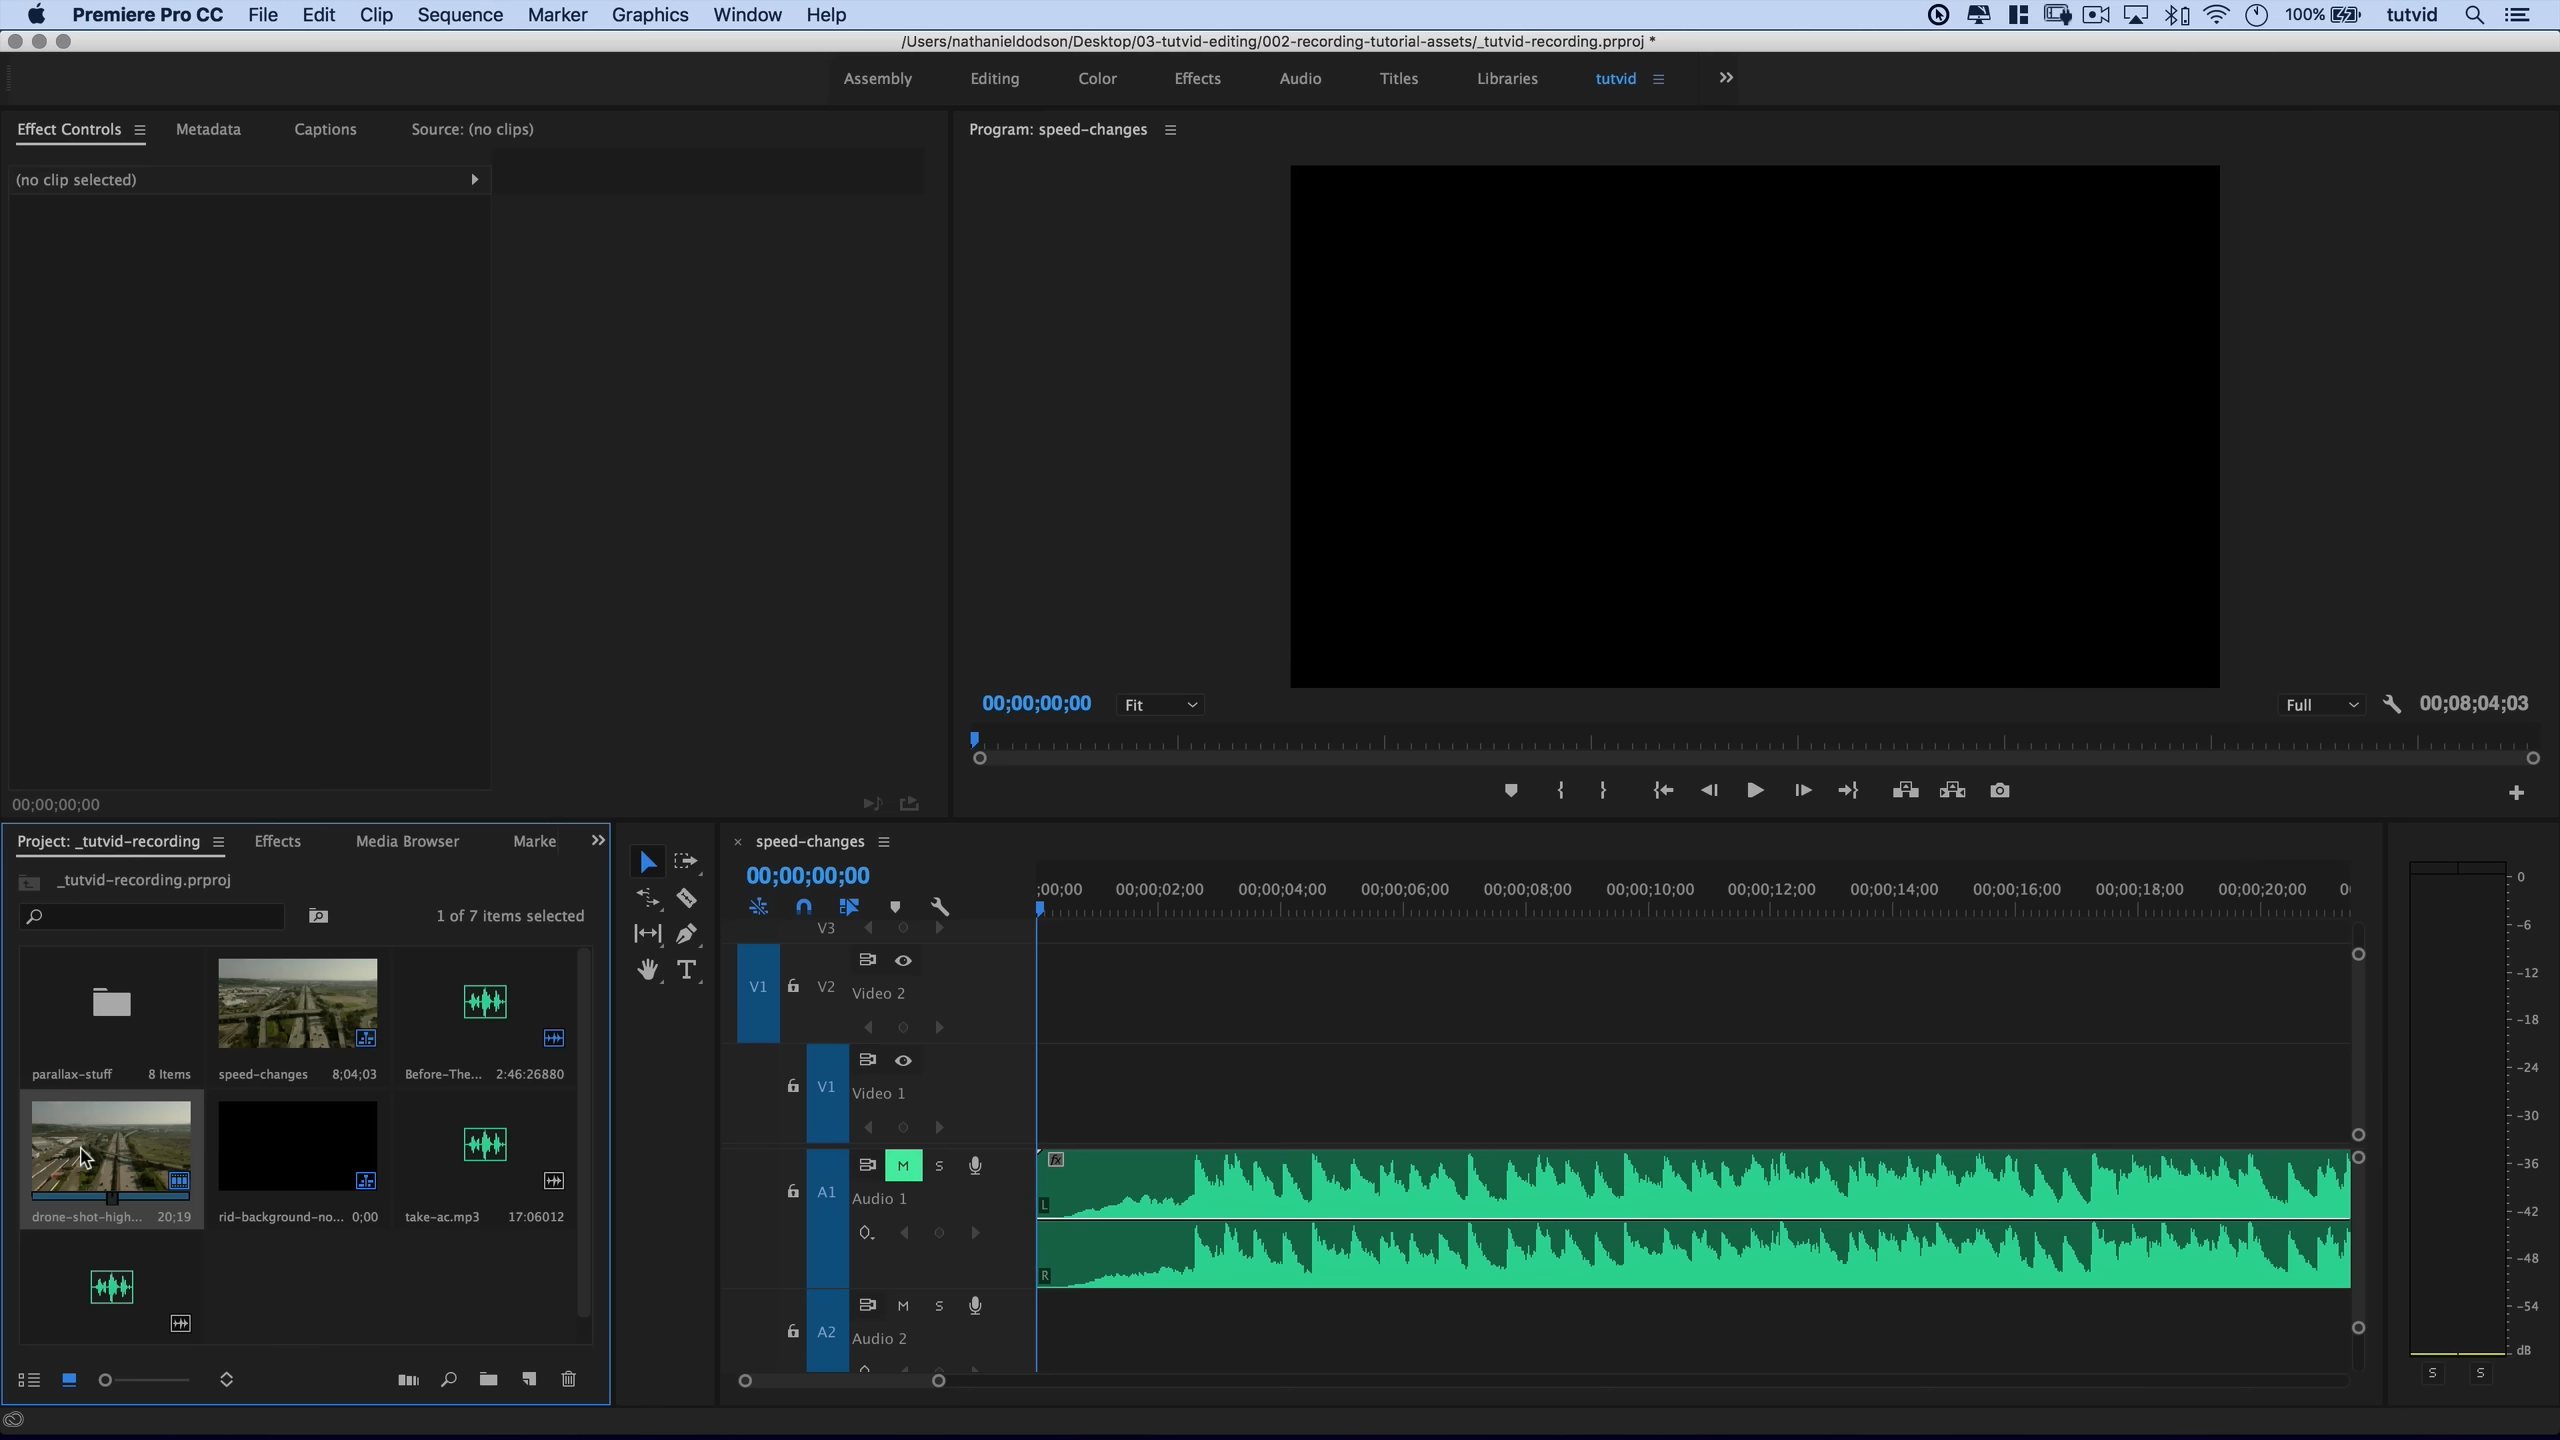 Premiere Pro CC File Edit Clip Sequence Marker Graphics Window Help 100% tutvid
/Users/nathanieldodson/Desktop/03-tutvid-editing/002-recording-tutorial-assets/_tutvid-recording.prproj *
Assembly Editing Color Effects Audio Titles Libraries tutvid
Effect Controls Metadata Captions Source: (no clips)
(no clip selected)
00;00;00;00
Program: speed-changes
00;00;00;00 Fit Full 00;08;04;03
Project: _tutvid-recording Effects Media Browser Marke
_tutvid-recording.prproj
1 of 7 items selected
parallax-stuff 8 Items
speed-changes 8;04;03
Before-The... 2:46:26880
drone-shot-high... 20;19
rid-background-no... 0;00
take-ac.mp3 17:06012
T
speed-changes
00;00;00;00
;00;00 00;00;02;00 00;00;04;00 00;00;06;00 00;00;08;00 00;00;10;00 00;00;12;00 00;00;14;00 00;00;16;00 00;00;18;00 00;00;20;00 0
V3
V1 V2 Video 2
V1 Video 1
A1 M S Audio 1
fx
L
R
A2 M S Audio 2
0
-6
-12
-18
-24
-30
-36
-42
-48
-54
dB
S S